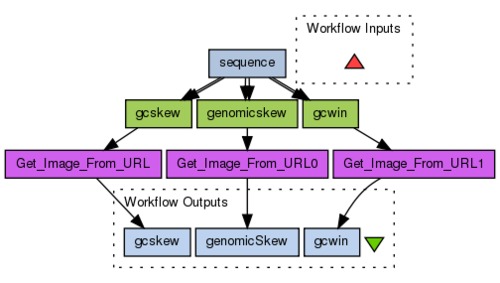 Workflow Inputs
sequence
gcskew genomicskew gcwin
Get_Image_From_URL Get_Image_From_URL0 Get_Image_From_URL1
Workflow Outputs
gcskew genomicSkew gcwin